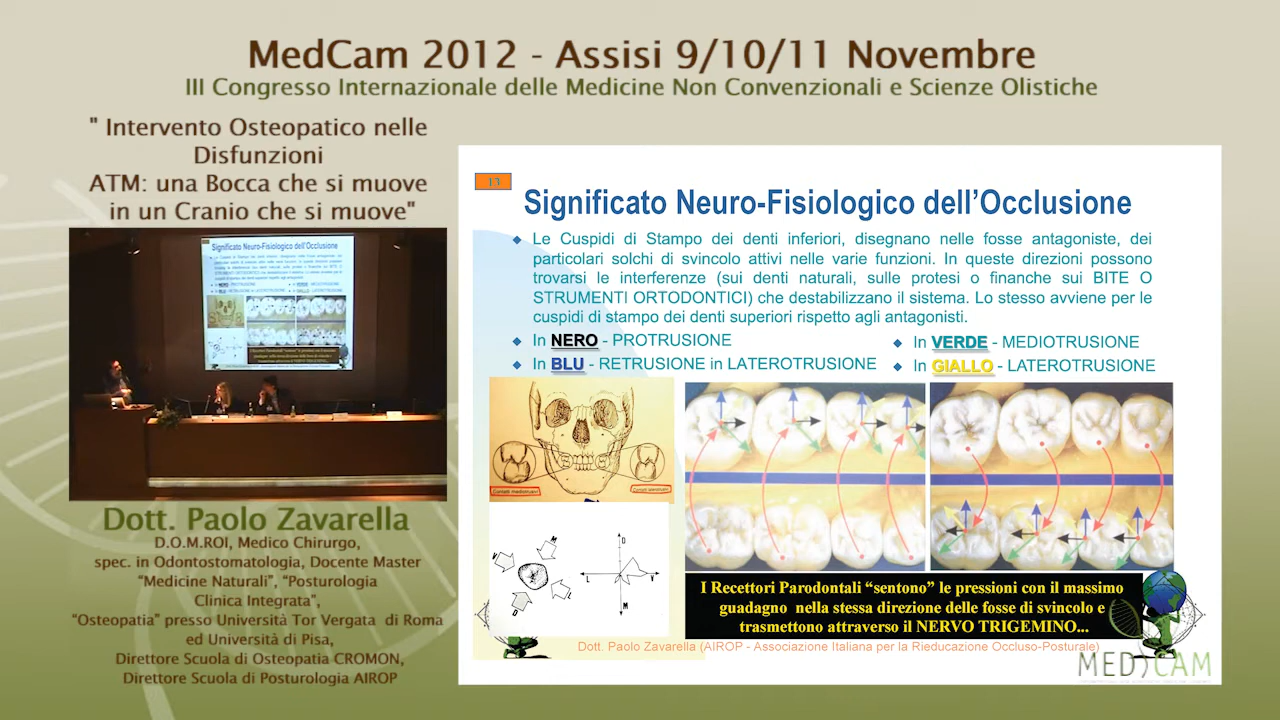 MedCam 2012 - Assisi 9/10/11 Novembre
III Congresso Internazionale delle Medicine Non Convenzionali e Scienze Olistiche
" Intervento Osteopatico nelle
Disfunzioni
ATM: una Bocca che si muove
in un Cranio che si muove"
Dott. Paolo Zavarella
D.O.M.ROI, Medico Chirurgo,
spec. in Odontostomatologia, Docente Master
"Medicine Naturali", "Posturologia
Clinica Integrata",
"Osteopatia" presso Università Tor Vergata di Roma
ed Università di Pisa,
Direttore Scuola di Osteopatia CROMON,
Direttore Scuola di Posturologia AIROP
13
Significato Neuro-Fisiologico dell'Occlusione
Le Cuspidi di Stampo dei denti inferiori, disegnano nelle fosse antagoniste, dei
particolari solchi di svincolo attivi nelle varie funzioni. In queste direzioni possono
trovarsi le interferenze (sui denti naturali, sulle protesi o finanche sui BITE O
STRUMENTI ORTODONTICI) che destabilizzano il sistema. Lo stesso avviene per le
cuspidi di stampo dei denti superiori rispetto agli antagonisti.
In NERO - PROTRUSIONE
In BLU - RETRUSIONE in LATEROTRUSIONE
In VERDE - MEDIOTRUSIONE
In GIALLO - LATEROTRUSIONE
I Recettori Parodontali "sentono" le pressioni con il massimo
guadagno nella stessa direzione delle fosse di svincolo e
trasmettono attraverso il NERVO TRIGEMINO...
Dott. Paolo Zavarella (AIROP - Associazione Italiana per la Rieducazione Occluso-Posturale)
MEDCAM